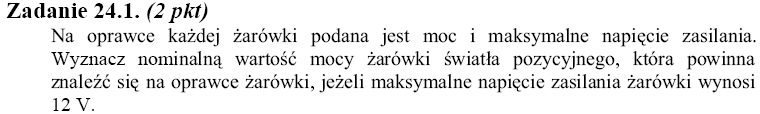 Zadanie 24.1. (2 pkt)
Na oprawce każdej żarówki podana jest moc i maksymalne napięcie zasilania.
Wyznacz nominalną wartość mocy żarówki światła pozycyjnego, która powinna
znaleźć się na oprawce żarówki, jeżeli maksymalne napięcie zasilania żarówki wynosi
12 V.